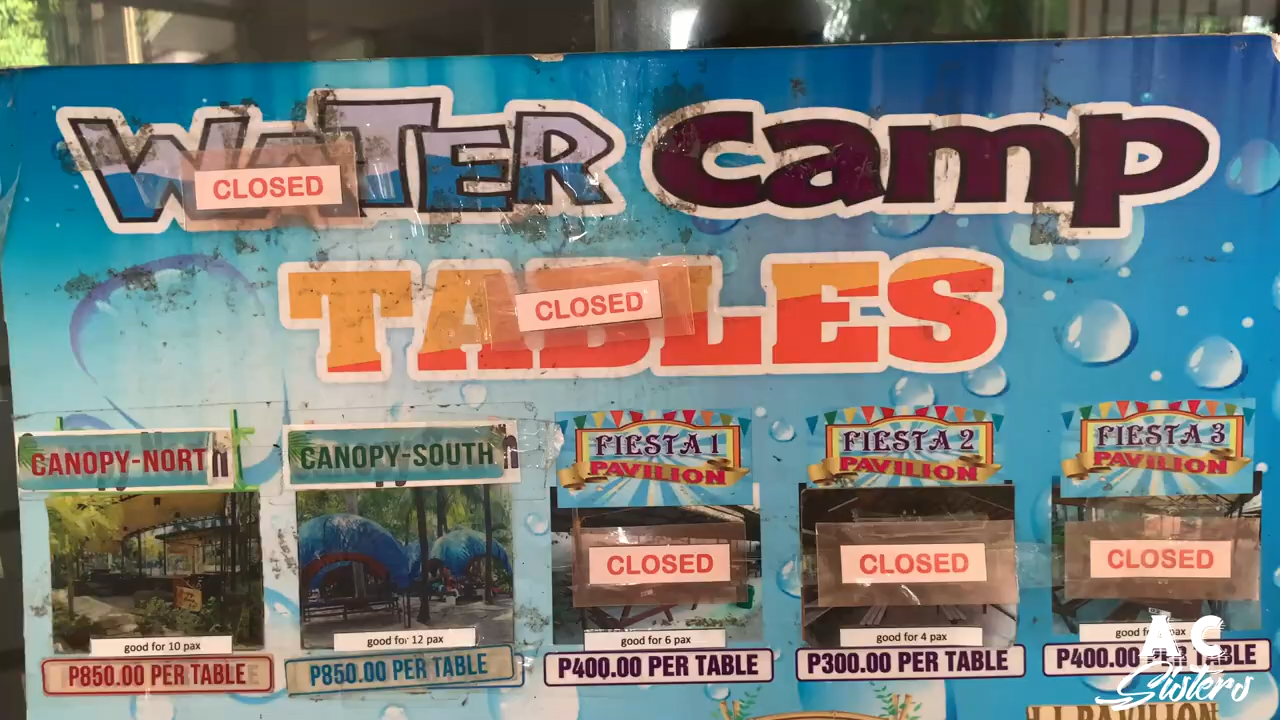 WATER camp
CLOSED
TABLES
CLOSED
CANOPY-NORTH
CANOPY-SOUTH
FIESTA 1
PAVILION
FIESTA 2
PAVILION
FIESTA 3
PAVILION
CLOSED
CLOSED
CLOSED
good for 10 pax
good for 12 pax
good for 6 pax
good for 4 pax
good for pax
P850.00 PER TABLE
P850.00 PER TABLE
P400.00 PER TABLE
P300.00 PER TABLE
P400.00 PER TABLE
AC
Sisters
PAVILION